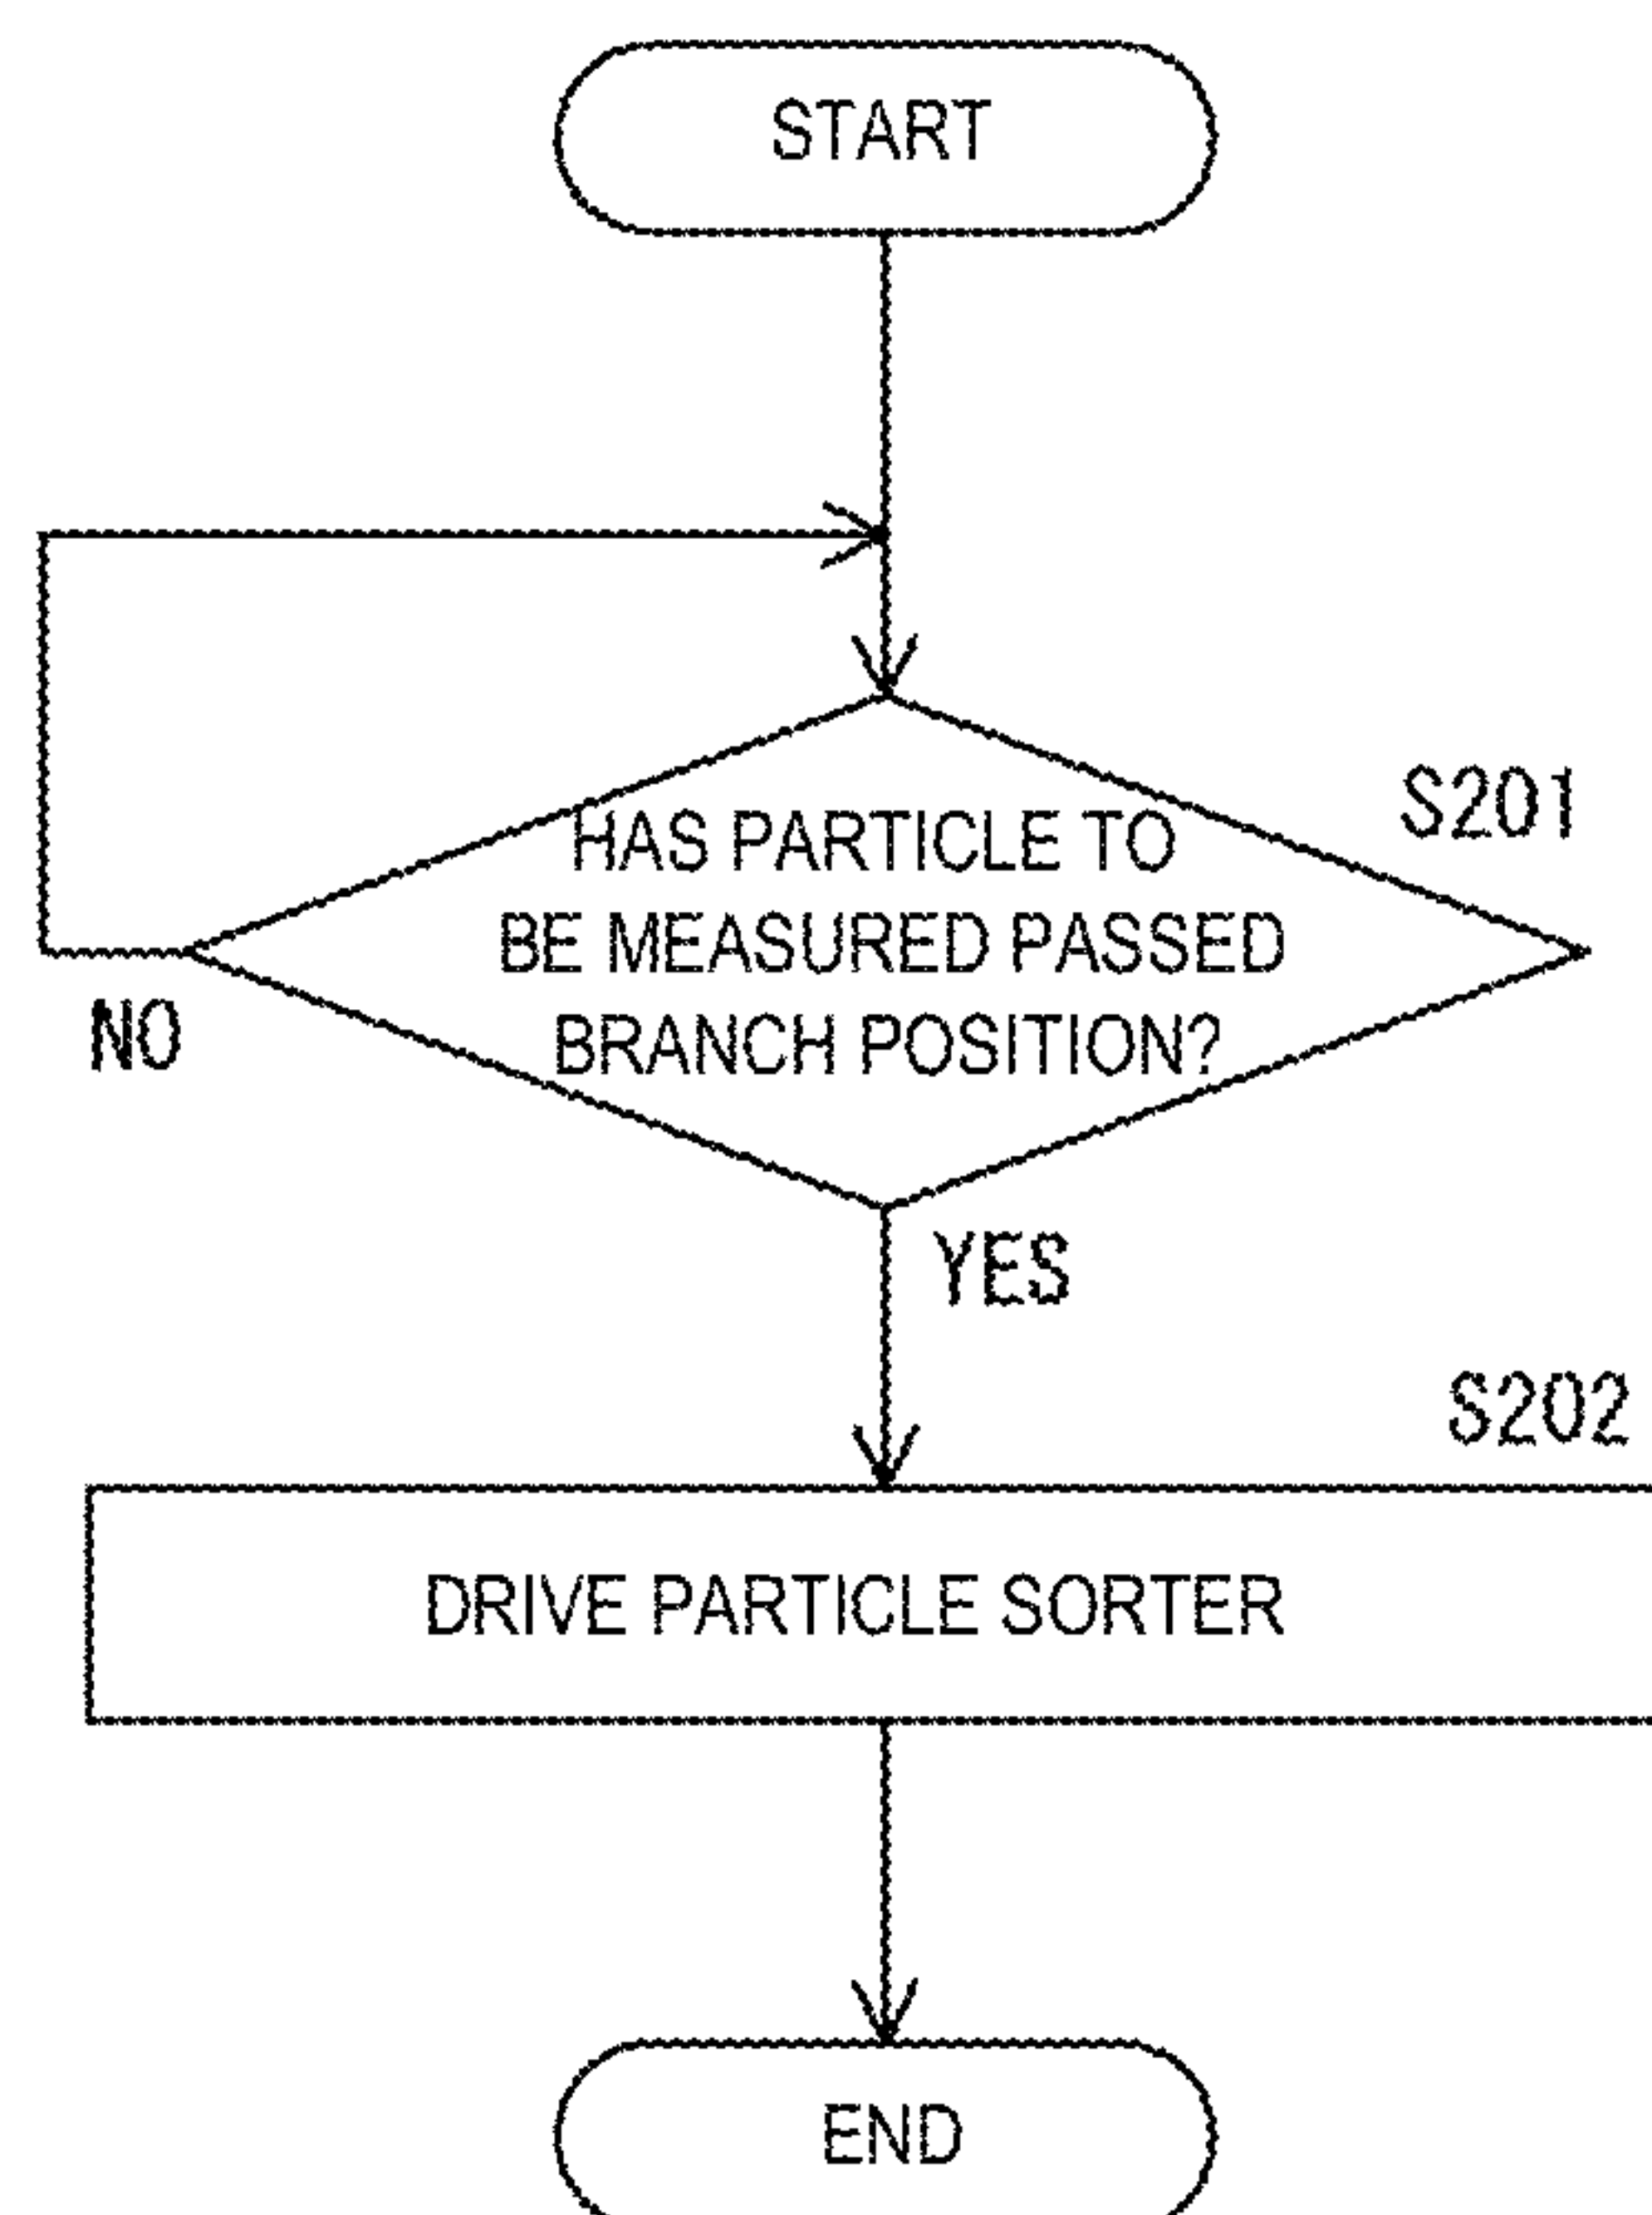 START
S201
HAS PARTICLE TO
BE MEASURED PASSED
BRANCH POSITION?
NO
YES
S202
DRIVE PARTICLE SORTER
END